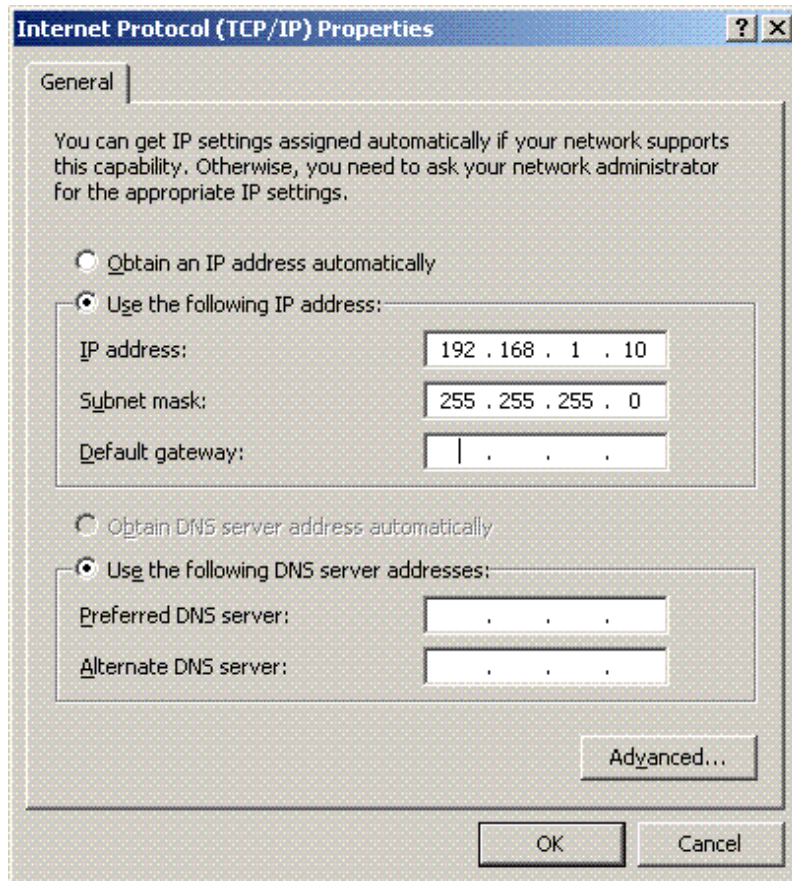 Internet Protocol (TCP/IP) Properties
General
You can get IP settings assigned automatically if your network supports
this capability. Otherwise, you need to ask your network administrator
for the appropriate IP settings.
Obtain an IP address automatically
Use the following IP address:
IP address: 192 . 168 . 1 . 10
Subnet mask: 255 . 255 . 255 . 0
Default gateway: . . .
Obtain DNS server address automatically
Use the following DNS server addresses:
Preferred DNS server: . . .
Alternate DNS server: . . .
Advanced...
OK Cancel